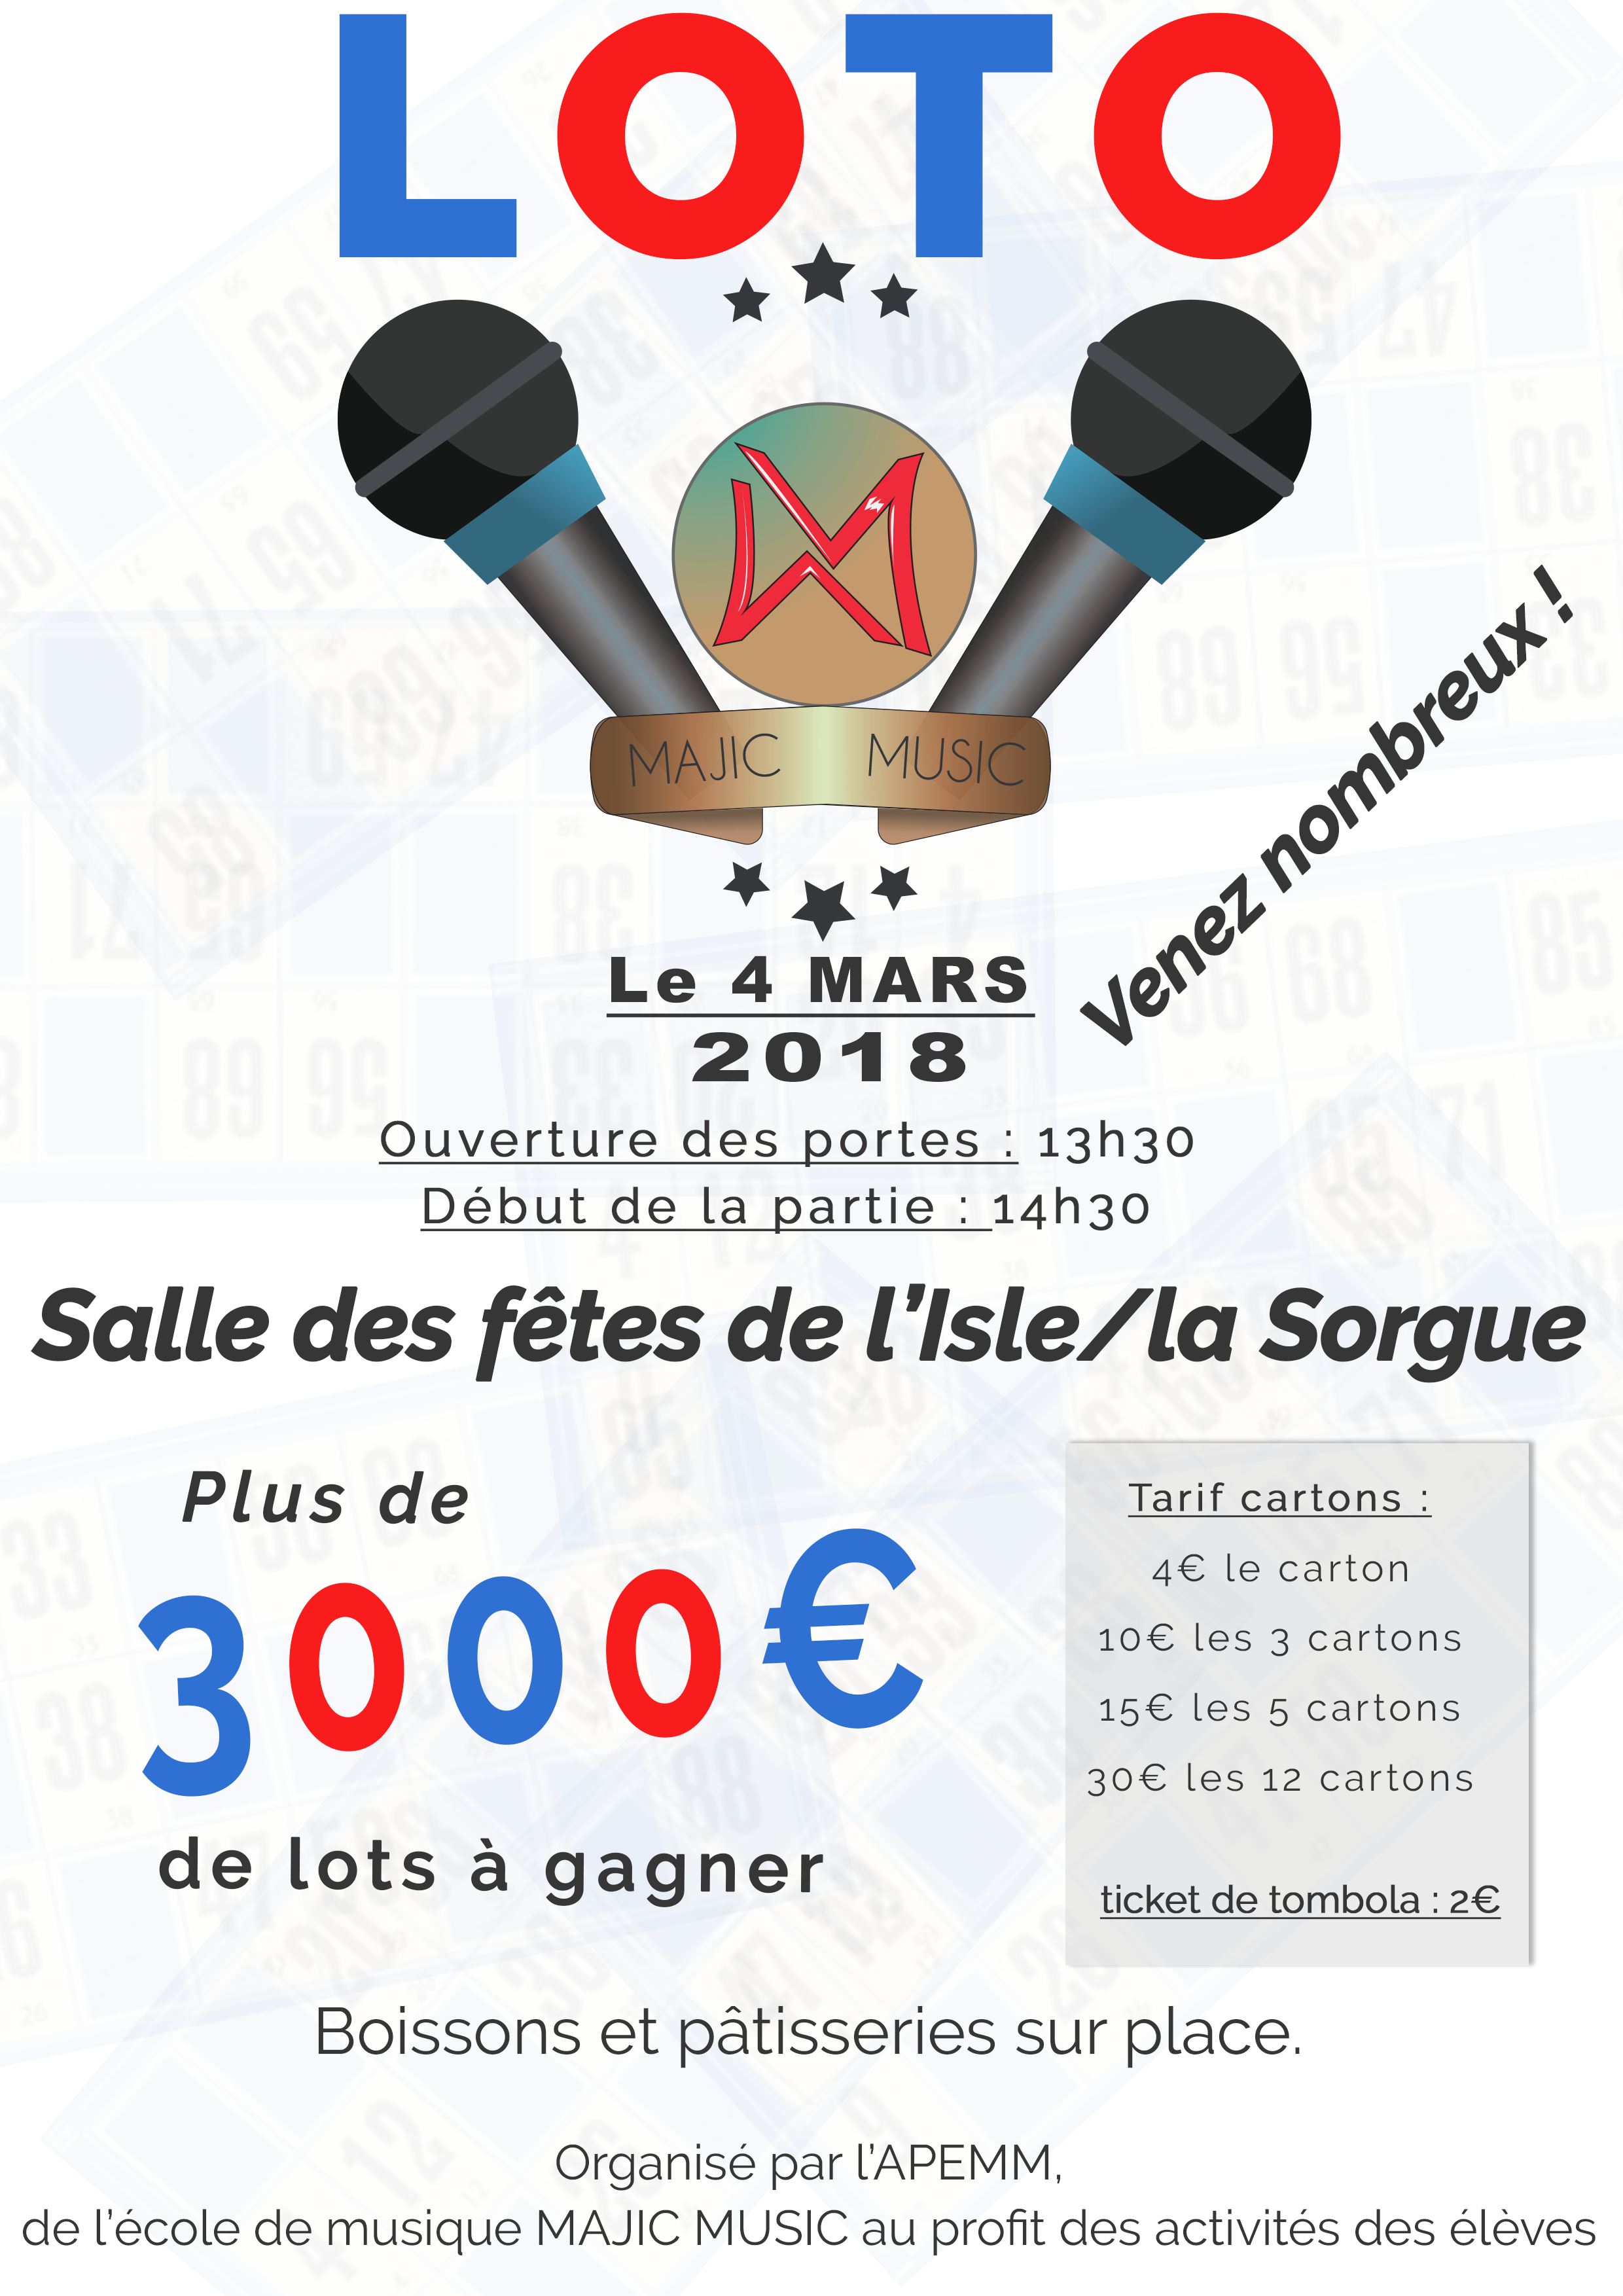 LOTO
MAJIC MUSIC
Venez nombreux !
Le 4 MARS
2018
Ouverture des portes : 13h30
Début de la partie : 14h30
Salle des fêtes de l'Isle/la Sorgue
Plus de
3000€
de lots à gagner
Tarif cartons :
4€ le carton
10€ les 3 cartons
15€ les 5 cartons
30€ les 12 cartons
ticket de tombola : 2€
Boissons et pâtisseries sur place.
Organisé par l'APEMM,
de l'école de musique MAJIC MUSIC au profit des activités des élèves